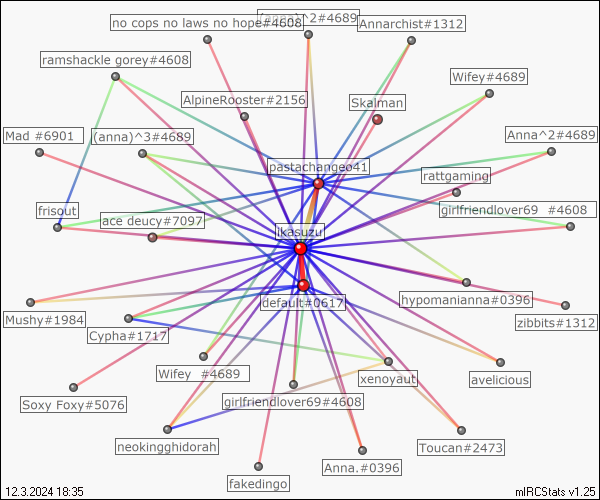 (anna)^2#4689
no cops no laws no hope#4608
Annarchist#1312
ramshackle gorey#4608
Wifey#4689
AlpineRooster#2156
Skalman
Mad #6901
(anna)^3#4689
Anna^2#4689
pastachangeo41
rattgaming
frisout
ace deucy#7097
girlfriendlover69 #4608
ikasuzu
default#0617
hypomanianna#0396
Mushy#1984
Cypha#1717
zibbits#1312
Wifey #4689
xenoyaut
avelicious
Soxy Foxy#5076
girlfriendlover69#4608
neokingghidorah
Toucan#2473
Anna.#0396
fakedingo
12.3.2024 18:35
mIRCStats v1.25